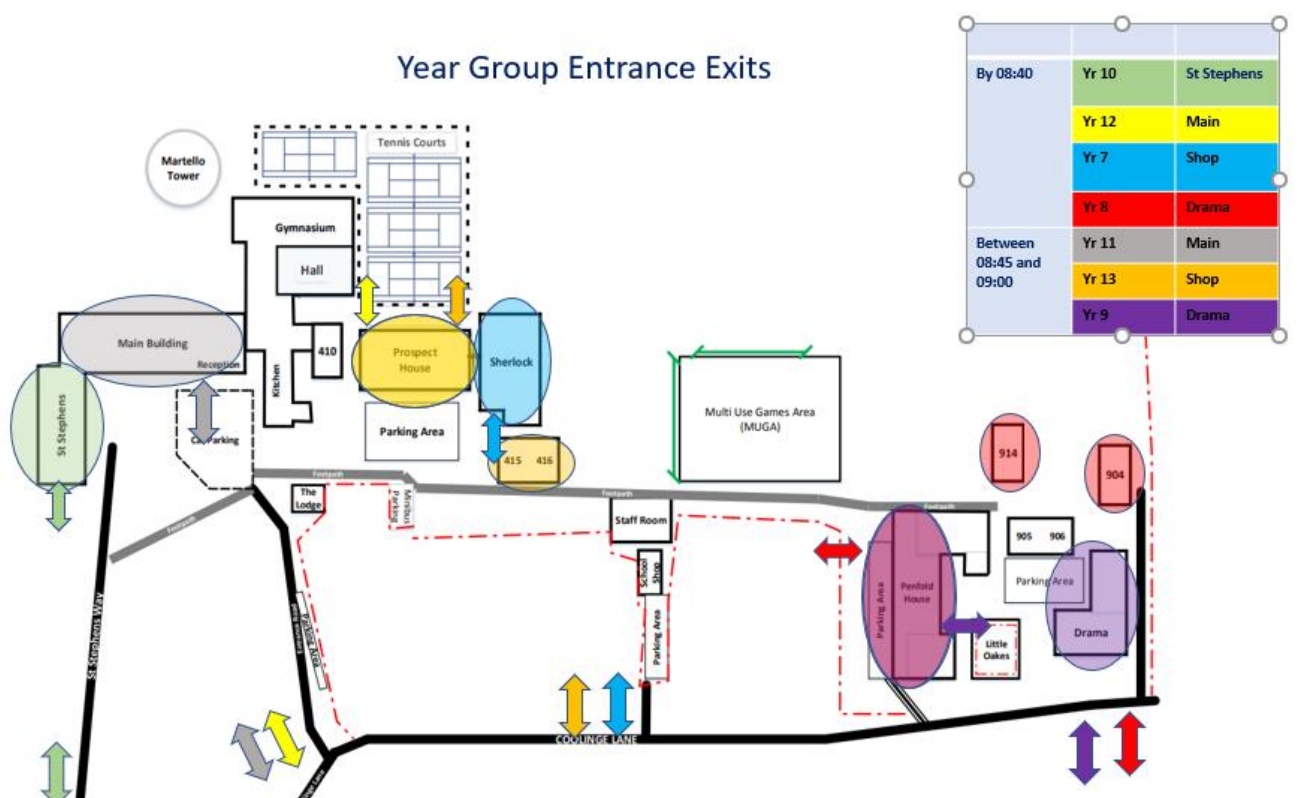 Year Group Entrance Exits
By 08:40
Yr 10
St Stephens
Yr 12
Main
Yr 7
Shop
Yr 8
Drama
Between
08:45 and
09:00
Yr 11
Main
Yr 13
Shop
Yr 9
Drama
Martello
Tower
Tennis Courts
Gymnasium
Hall
Main Building
Reception
Kitchen
410
Prospect
House
Sherlock
Parking Area
415 416
St Stephens
Parking
Footpath
Footpath
Footpath
Footpath
The
Lodge
Minibus
Parking
Staff Room
School
Shop
Parking Area
Multi Use Games Area
(MUGA)
914
904
905 906
Parking Area
Penfold
House
Parking Area
Little
Oakes
Drama
St Stephens Way
Parking Area
COOLINGE LANE
Lane